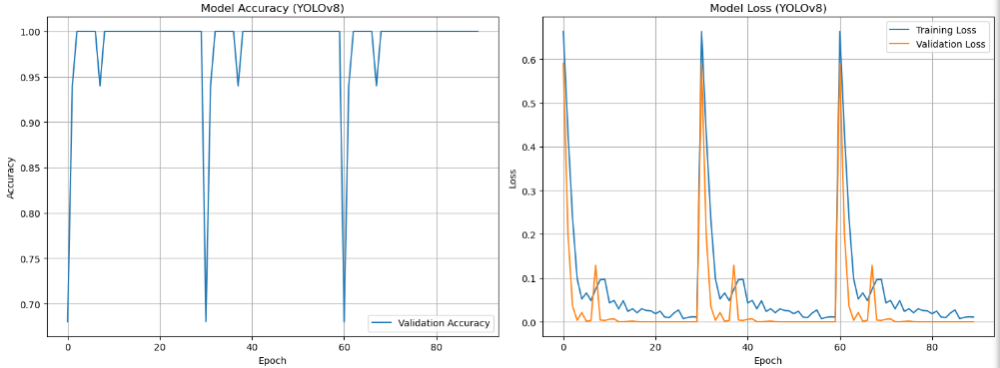 Model Accuracy (YOLOv8)
1.00
0.95
0.90
0.85
0.80
0.75
0.70
Accuracy
Validation Accuracy
0
20
40
60
80
Epoch
Model Loss (YOLOv8)
Training Loss
Validation Loss
0.6
0.5
0.4
0.3
0.2
0.1
0.0
Loss
0
20
40
60
80
Epoch